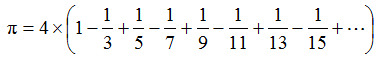 π = 4×(1 − 1/3 + 1/5 − 1/7 + 1/9 − 1/11 + 1/13 − 1/15 + ⋯)